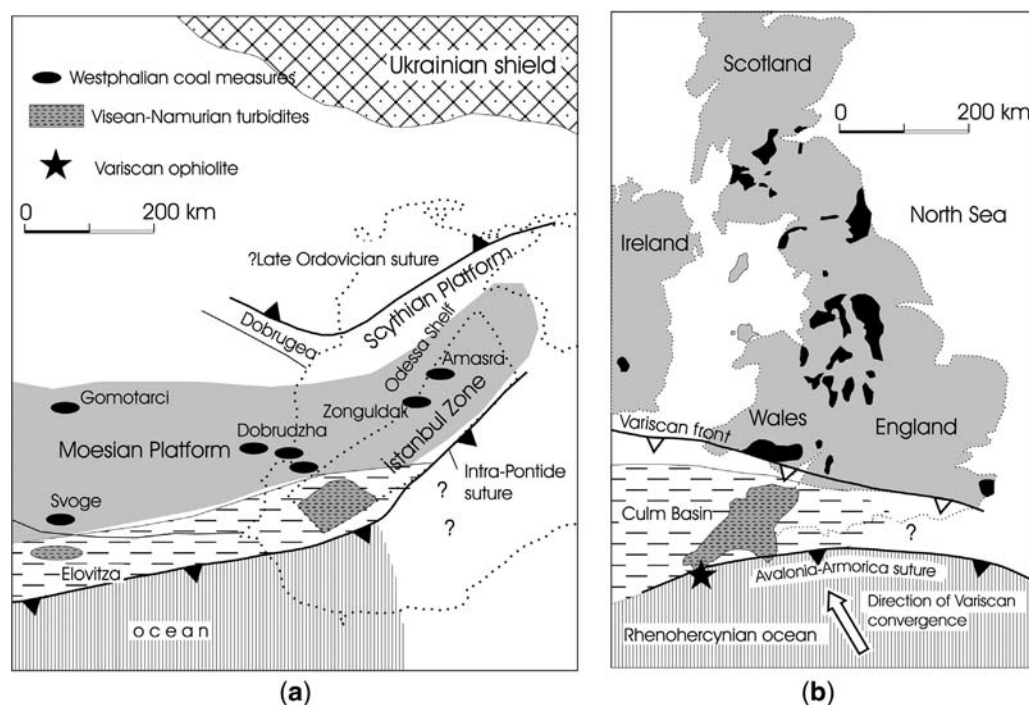 Ukrainian shield
Westphalian coal measures
Visean-Namurian turbidites
Variscan ophiolite
0 200 km
?Late Ordovician suture
Scythian Platform
Dobrugea
Odessa Shelf
Amasra
Gomotarci
Zonguldak
Dobrudzha
Moesian Platform
Istanbul Zone
Intra-Pontide
suture
Svoge
?
?
Elovitza
ocean
(a)
Scotland
0 200 km
North Sea
Ireland
Wales
England
Variscan front
Culm Basin
?
Avalonia-Armorica suture
Direction of Variscan
convergence
Rhenohercynian ocean
(b)